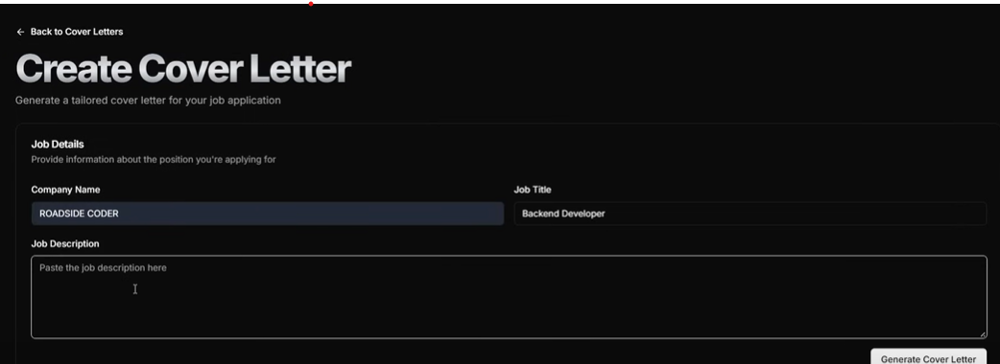 Back to Cover Letters
Create Cover Letter
Generate a tailored cover letter for your job application
Job Details
Provide information about the position you're applying for
Company Name
Job Title
ROADSIDE CODER
Backend Developer
Job Description
Paste the job description here
Generate Cover Letter